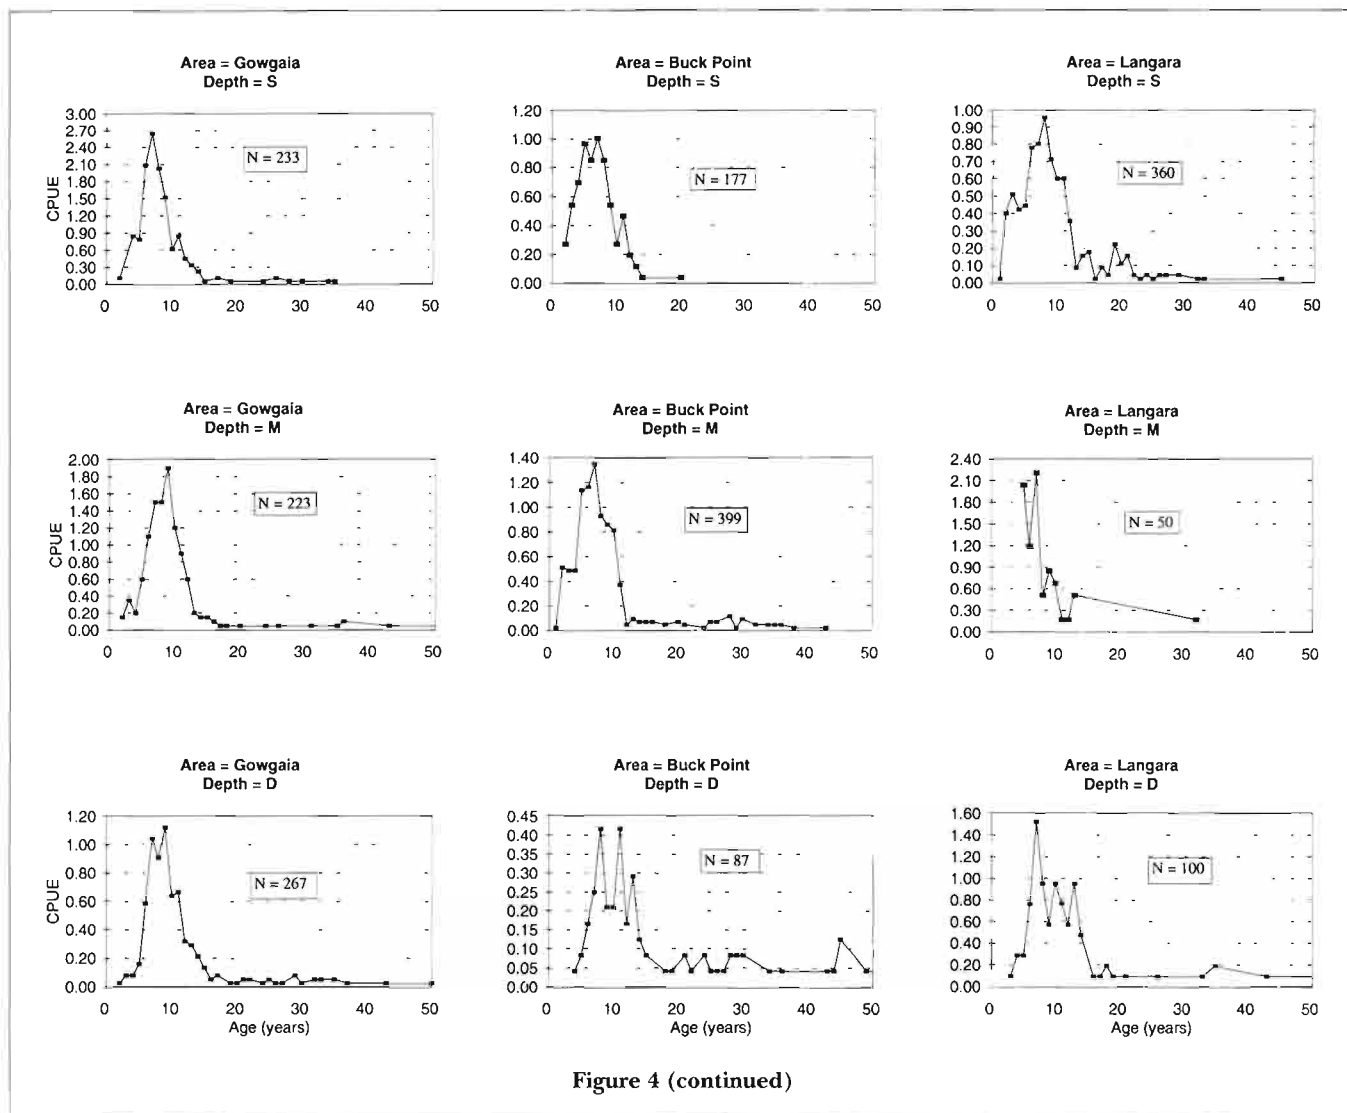 Area = Gowgaia
Depth = S
CPUE
3.00
2.70
2.40
2.10
1.80
1.50
1.20
0.90
0.60
0.30
0.00
N = 233
0 10 20 30 40 50
Area = Buck Point
Depth = S
1.20
1.00
0.80
0.60
0.40
0.20
0.00
N = 177
0 10 20 30 40 50
Area = Langara
Depth = S
1.00
0.90
0.80
0.70
0.60
0.50
0.40
0.30
0.20
0.10
0.00
N = 360
0 10 20 30 40 50
Area = Gowgaia
Depth = M
CPUE
2.00
1.80
1.60
1.40
1.20
1.00
0.80
0.60
0.40
0.20
0.00
N = 223
0 10 20 30 40 50
Area = Buck Point
Depth = M
1.40
1.20
1.00
0.80
0.60
0.40
0.20
0.00
N = 399
0 10 20 30 40 50
Area = Langara
Depth = M
2.40
2.10
1.80
1.50
1.20
0.90
0.60
0.30
0.00
N = 50
0 10 20 30 40 50
Area = Gowgaia
Depth = D
CPUE
1.20
1.00
0.80
0.60
0.40
0.20
0.00
N = 267
0 10 20 30 40 50
Age (years)
Area = Buck Point
Depth = D
0.45
0.40
0.35
0.30
0.25
0.20
0.15
0.10
0.05
0.00
N = 87
0 10 20 30 40 50
Age (years)
Area = Langara
Depth = D
1.60
1.40
1.20
1.00
0.80
0.60
0.40
0.20
0.00
N = 100
0 10 20 30 40 50
Age (years)
Figure 4 (continued)